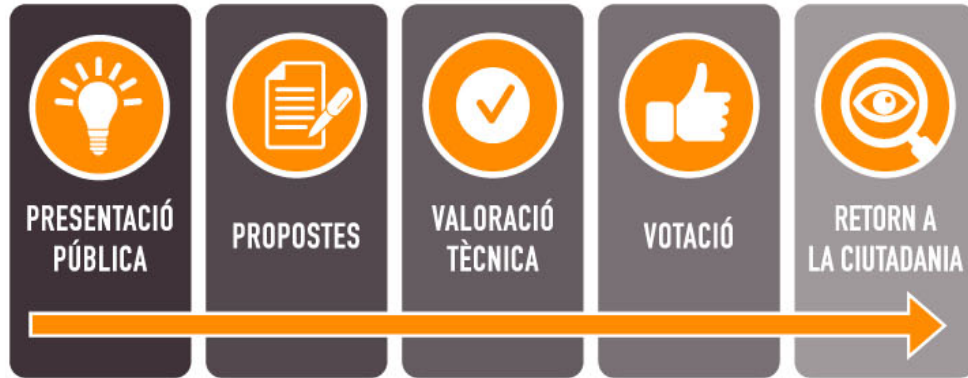 PRESENTACIÓ
PÚBLICA
PROPOSTES
VALORACIÓ
TÈCNICA
VOTACIÓ
RETORN A
LA CIUTADANIA